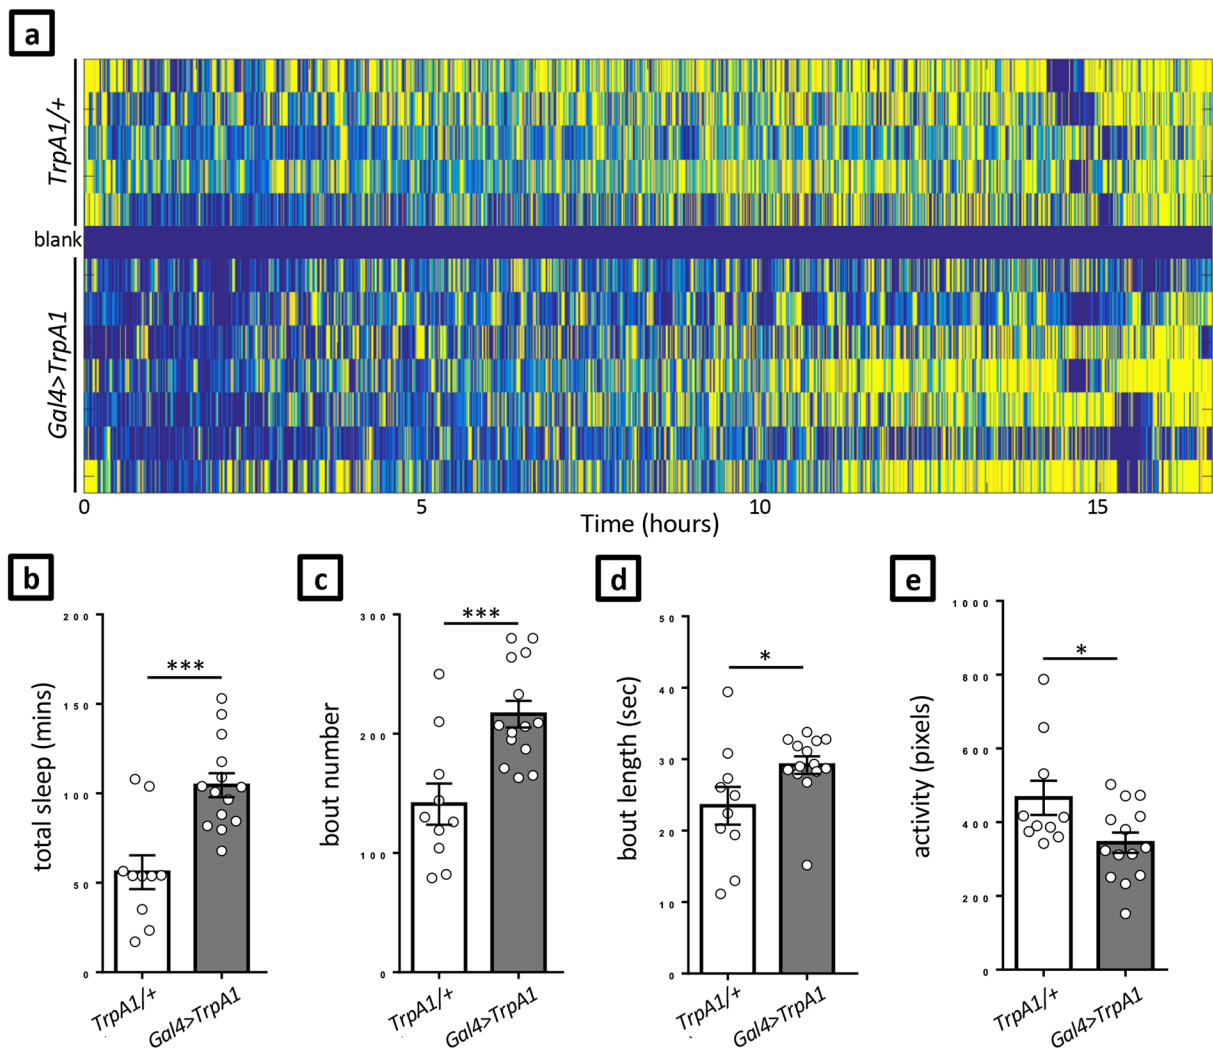 a
TrpA1/+
blank
Gal4>TrpA1
0 5 10 15
Time (hours)
b
total sleep (mins)
200
150
100
50
0
***
TrpA1/+
Gal4>TrpA1
c
bout number
300
200
100
0
***
TrpA1/+
Gal4>TrpA1
d
bout length (sec)
50
40
30
20
10
0
*
TrpA1/+
Gal4>TrpA1
e
activity (pixels)
1000
800
600
400
200
0
*
TrpA1/+
Gal4>TrpA1